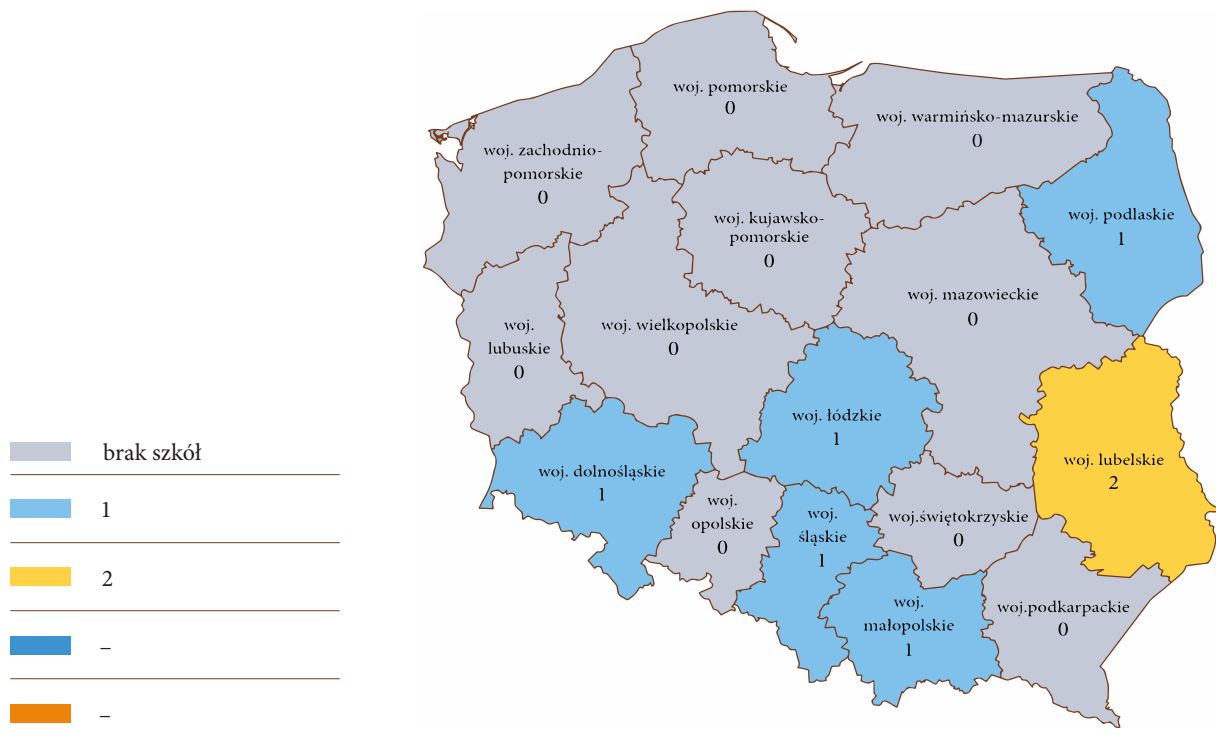 woj. pomorskie
0
woj. warmińsko-mazurskie
0
woj. zachodnio-
pomorskie
0
woj. podlaskie
1
woj. kujawsko-
pomorskie
0
woj. mazowieckie
0
woj.
lubuskie
0
woj. wielkopolskie
0
woj. łódzkie
1
woj. lubelskie
2
woj. dolnośląskie
1
woj.
opolskie
0
woj.
śląskie
1
woj.świętokrzyskie
0
woj.
małopolskie
1
woj.podkarpackie
0
brak szkół
1
2
–
–